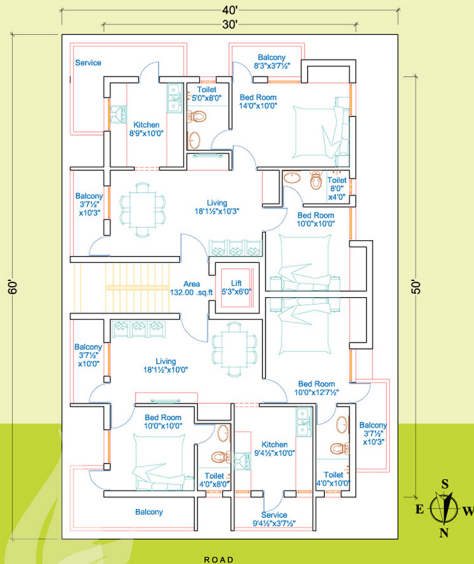 40'
30'
Service
Balcony
8'3"x3'7½"
Toilet
5'0"x8'0"
Bed Room
14'0"x10'0"
Kitchen
8'9"x10'0"
Toilet
8'0"
x4'0"
Balcony
3'7½"
x10'3"
Living
18'1½"x10'3"
Bed Room
10'0"x10'0"
60'
50'
Area
132.00 .sq.ft
Lift
5'3"x6'0"
Balcony
3'7½"
x10'0"
Living
18'1½"x10'0"
Bed Room
10'0"x12'7½"
Bed Room
10'0"x10'0"
Kitchen
9'4½"x10'0"
Balcony
3'7½"
x10'3"
Toilet
4'0"x8'0"
Toilet
4'0"x10'0"
Balcony
Service
9'4½"x3'7½"
S
E
W
N
ROAD